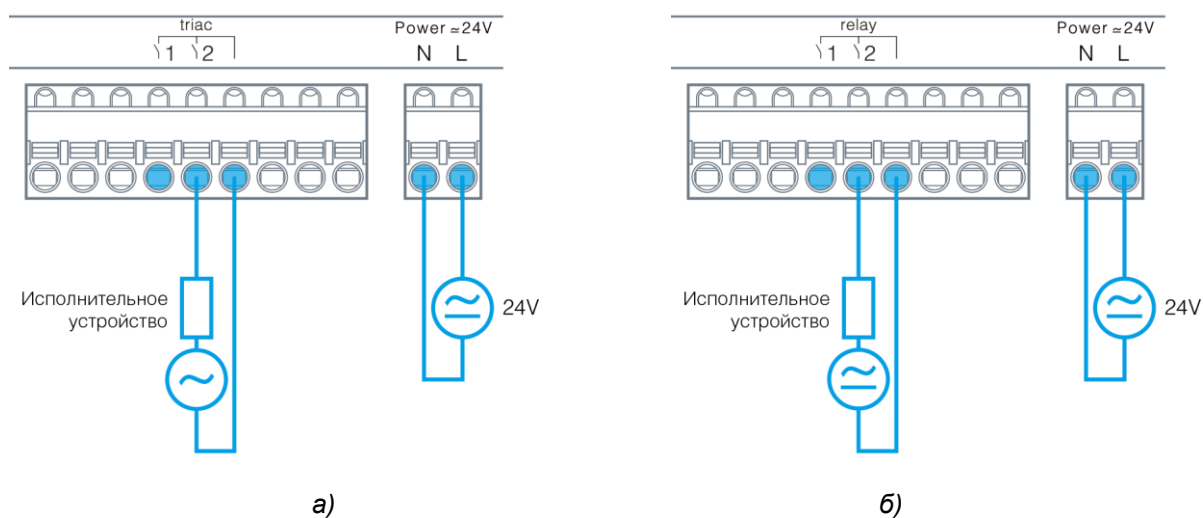 triac
1 2
Power ≃24V
N L
Исполнительное
устройство
24V
а)
relay
1 2
Power ≃24V
N L
Исполнительное
устройство
24V
б)